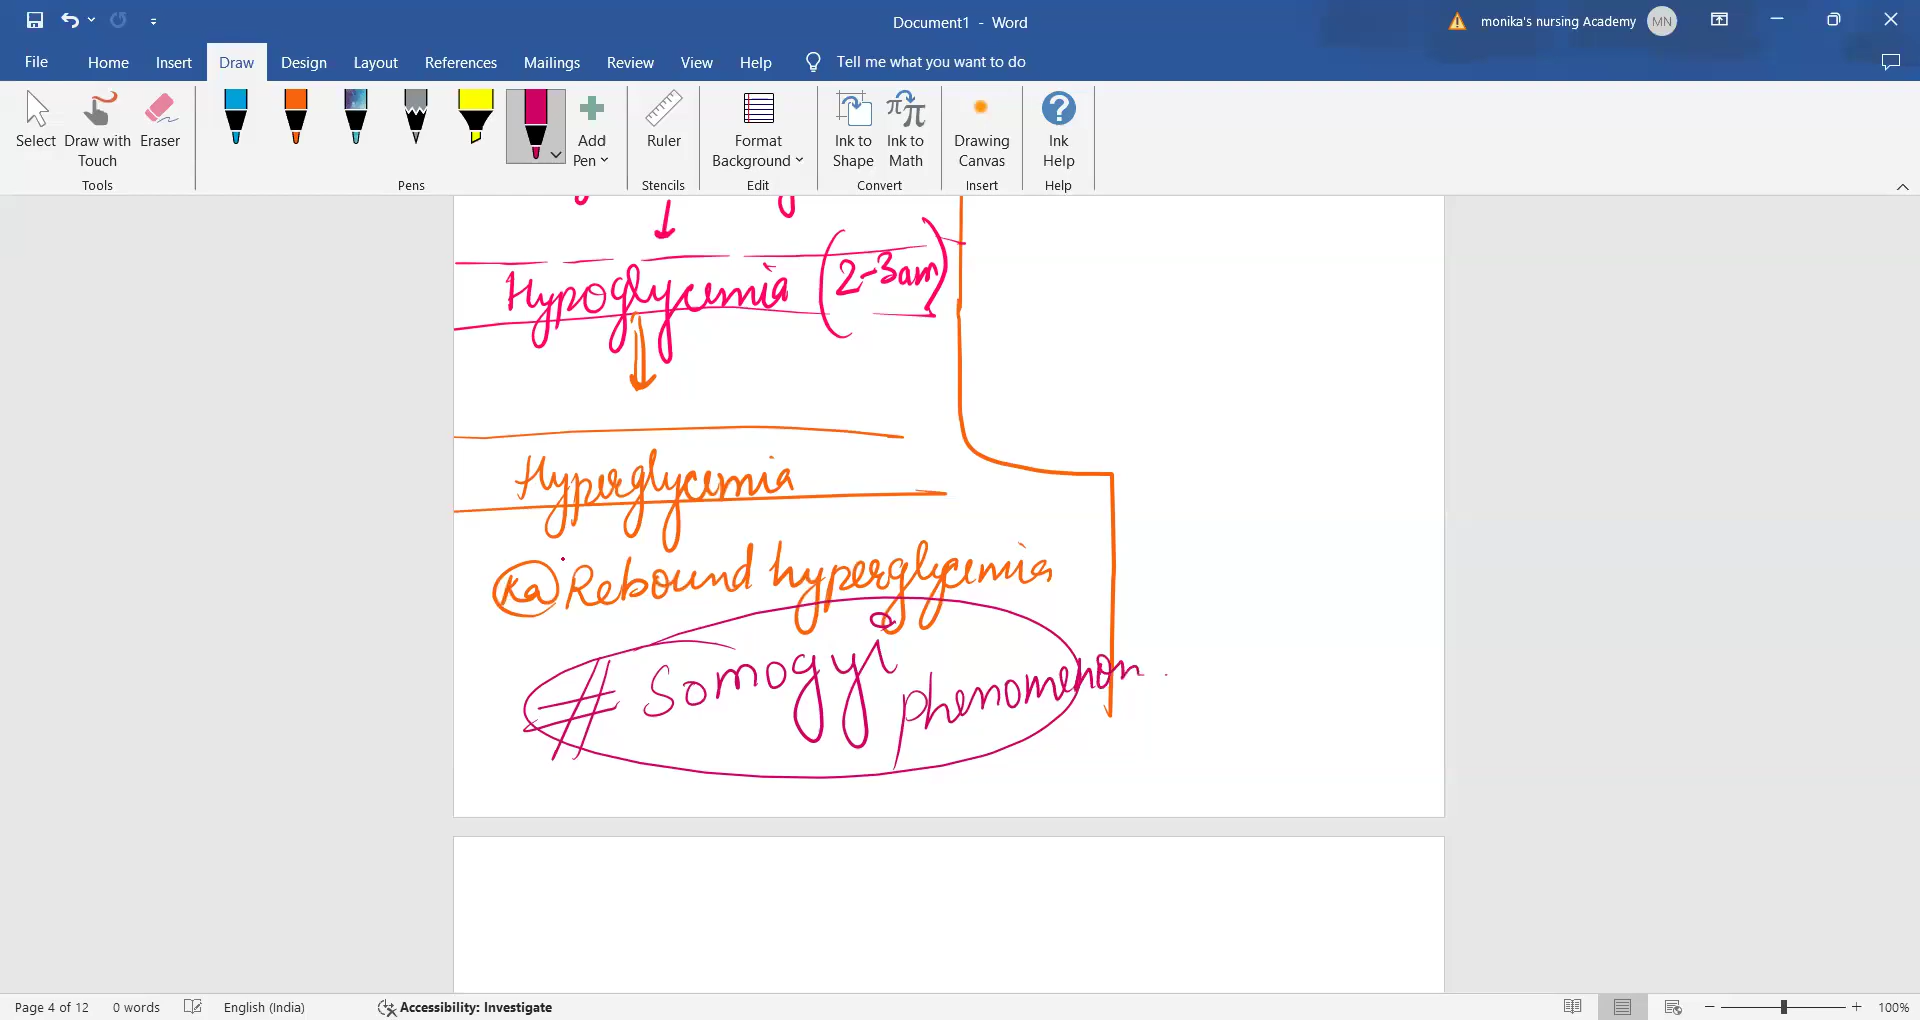 Document1 - Word
monika's nursing Academy MN
File Home Insert Draw Design Layout References Mailings Review View Help Tell me what you want to do
Select Draw with Touch Eraser Add Pen Ruler Format Background Ink to Shape Ink to Math Drawing Canvas Ink Help
Tools Pens Stencils Edit Convert Insert Help
Hypoglycemia (2-3am)
Hyperglycemia
Ka Rebound hyperglycemia
# Somogyi phenomenon
Page 4 of 12 0 words English (India) Accessibility: Investigate 100%